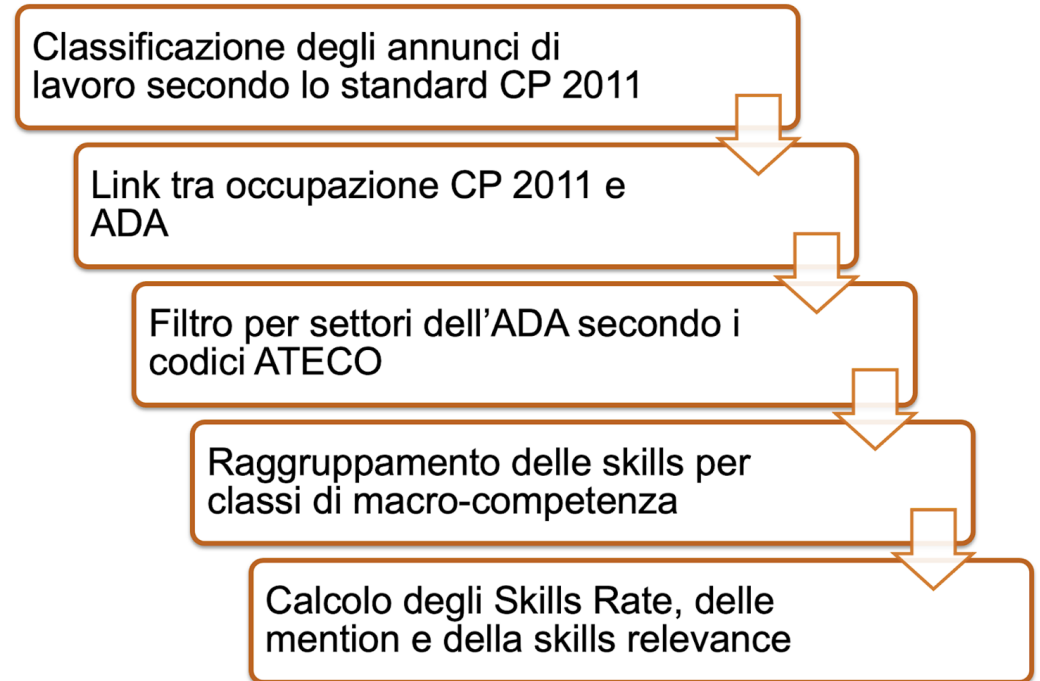 Classificazione degli annunci di
lavoro secondo lo standard CP 2011
Link tra occupazione CP 2011 e
ADA
Filtro per settori dell’ADA secondo i
codici ATECO
Raggruppamento delle skills per
classi di macro-competenza
Calcolo degli Skills Rate, delle
mention e della skills relevance